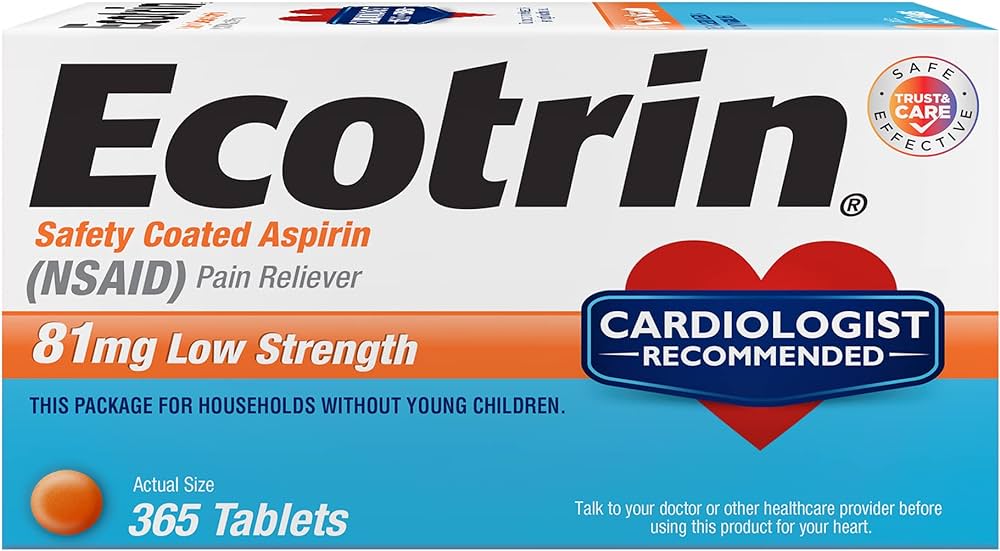 Ecotrin
Ecotrin®
SAFE
TRUST&
CARE
EFFECTIVE
Safety Coated Aspirin
(NSAID) Pain Reliever
81mg Low Strength
CARDIOLOGIST
RECOMMENDED
THIS PACKAGE FOR HOUSEHOLDS WITHOUT YOUNG CHILDREN.
Actual Size
365 Tablets
Talk to your doctor or other healthcare provider before
using this product for your heart.